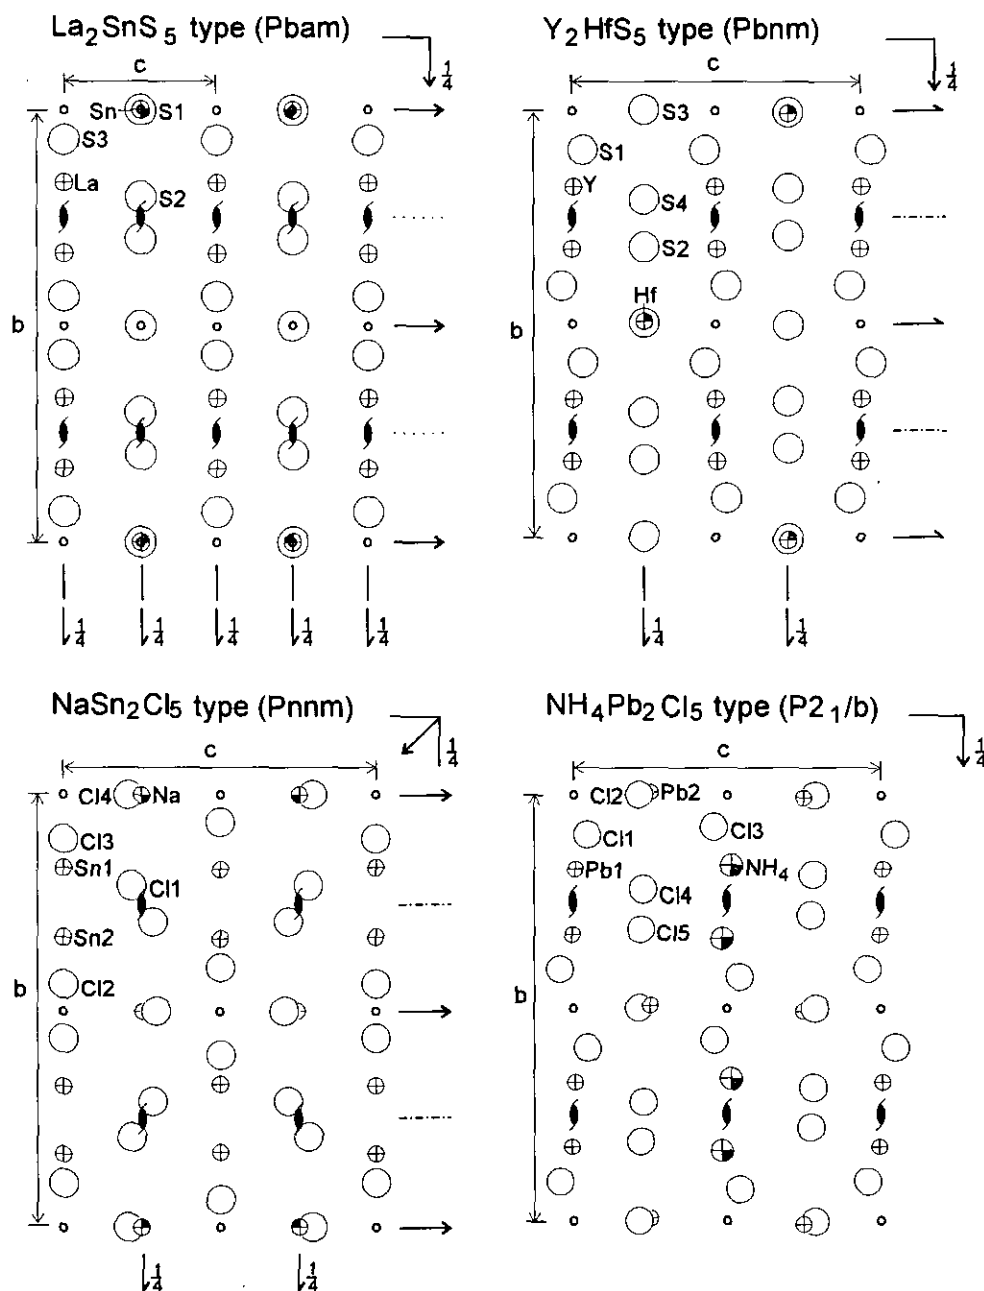 La₂SnS₅ type (Pbam)
1/4
c
Sn
S1
S3
La
S2
b
1/4 1/4 1/4 1/4 1/4
Y₂HfS₅ type (Pbnm)
1/4
c
S3
S1
Y
S4
S2
Hf
b
1/4 1/4
NaSn₂Cl₅ type (Pnnm)
1/4
c
Cl4
Na
Cl3
Sn1
Cl1
Sn2
Cl2
b
1/4 1/4
NH₄Pb₂Cl₅ type (P2₁/b)
1/4
c
Cl2
Pb2
Cl1
Cl3
Pb1
NH₄
Cl4
Cl5
b